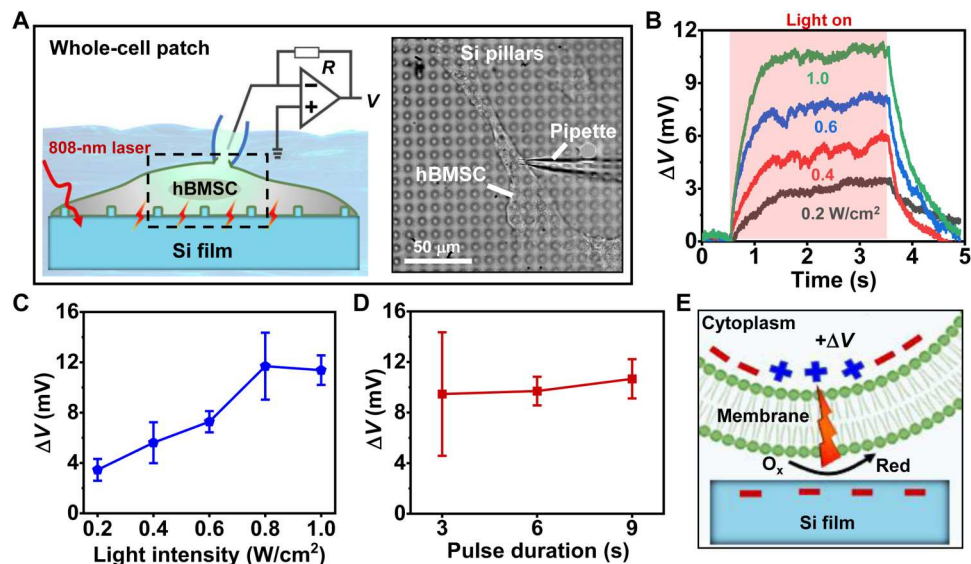 A
Whole-cell patch
R
V
808-nm laser
hBMSC
Si film
Si pillars
Pipette
hBMSC
50 μm
B
Light on
ΔV (mV)
12
9
6
3
0
1.0
0.6
0.4
0.2 W/cm²
0 1 2 3 4 5
Time (s)
C
ΔV (mV)
16
12
8
4
0
0.2 0.4 0.6 0.8 1.0
Light intensity (W/cm²)
D
ΔV (mV)
16
12
8
4
0
3 6 9
Pulse duration (s)
E
Cytoplasm
+ΔV
Membrane
Oₓ Red
Si film